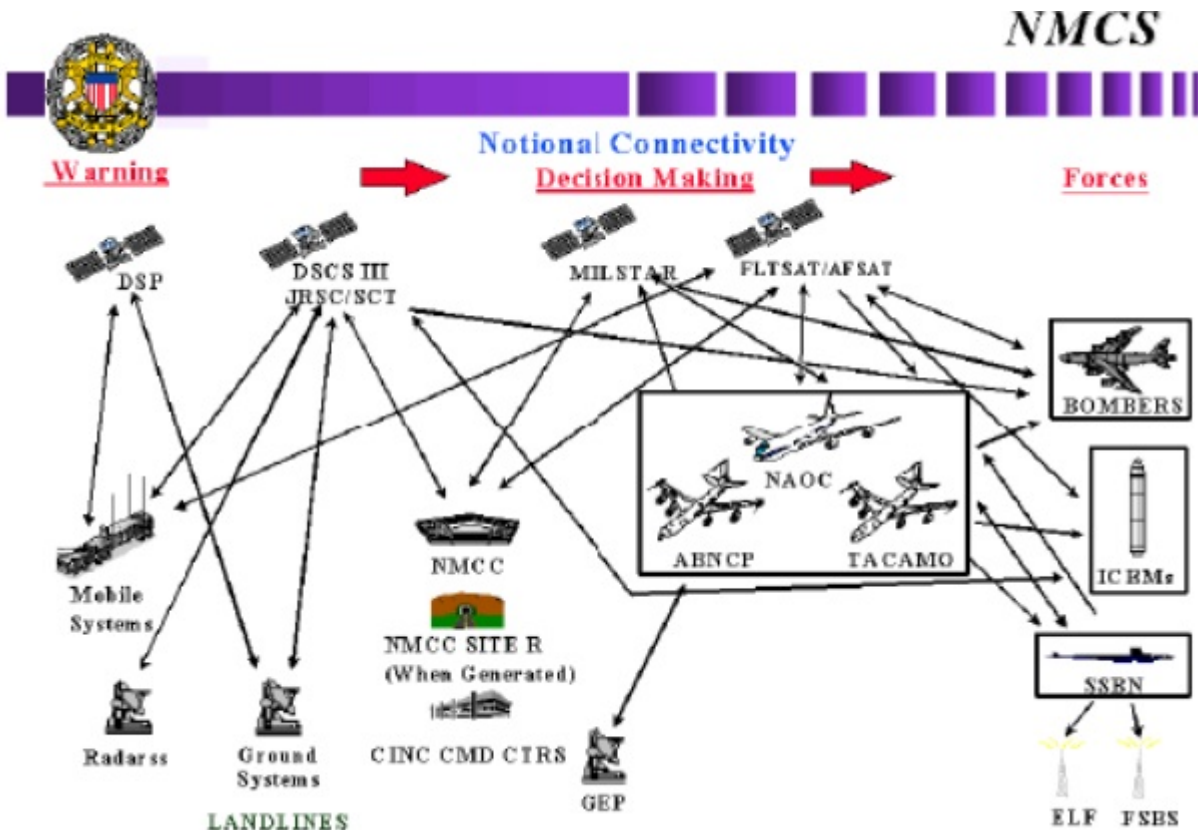 NMCS
Notional Connectivity
Warning
Decision Making
Forces
DSP
DSCS III
JRSC/SCT
MILSTAR
FLTSAT/AFSAT
BOMBERS
NAOC
ABNCP
TACAMO
ICBMs
Mobile
Systems
NMCC
NMCC SITE R
(When Generated)
SSBN
Radarss
Ground
Systems
CINC CMD CTRS
GEP
ELF
FSBS
LANDLINES